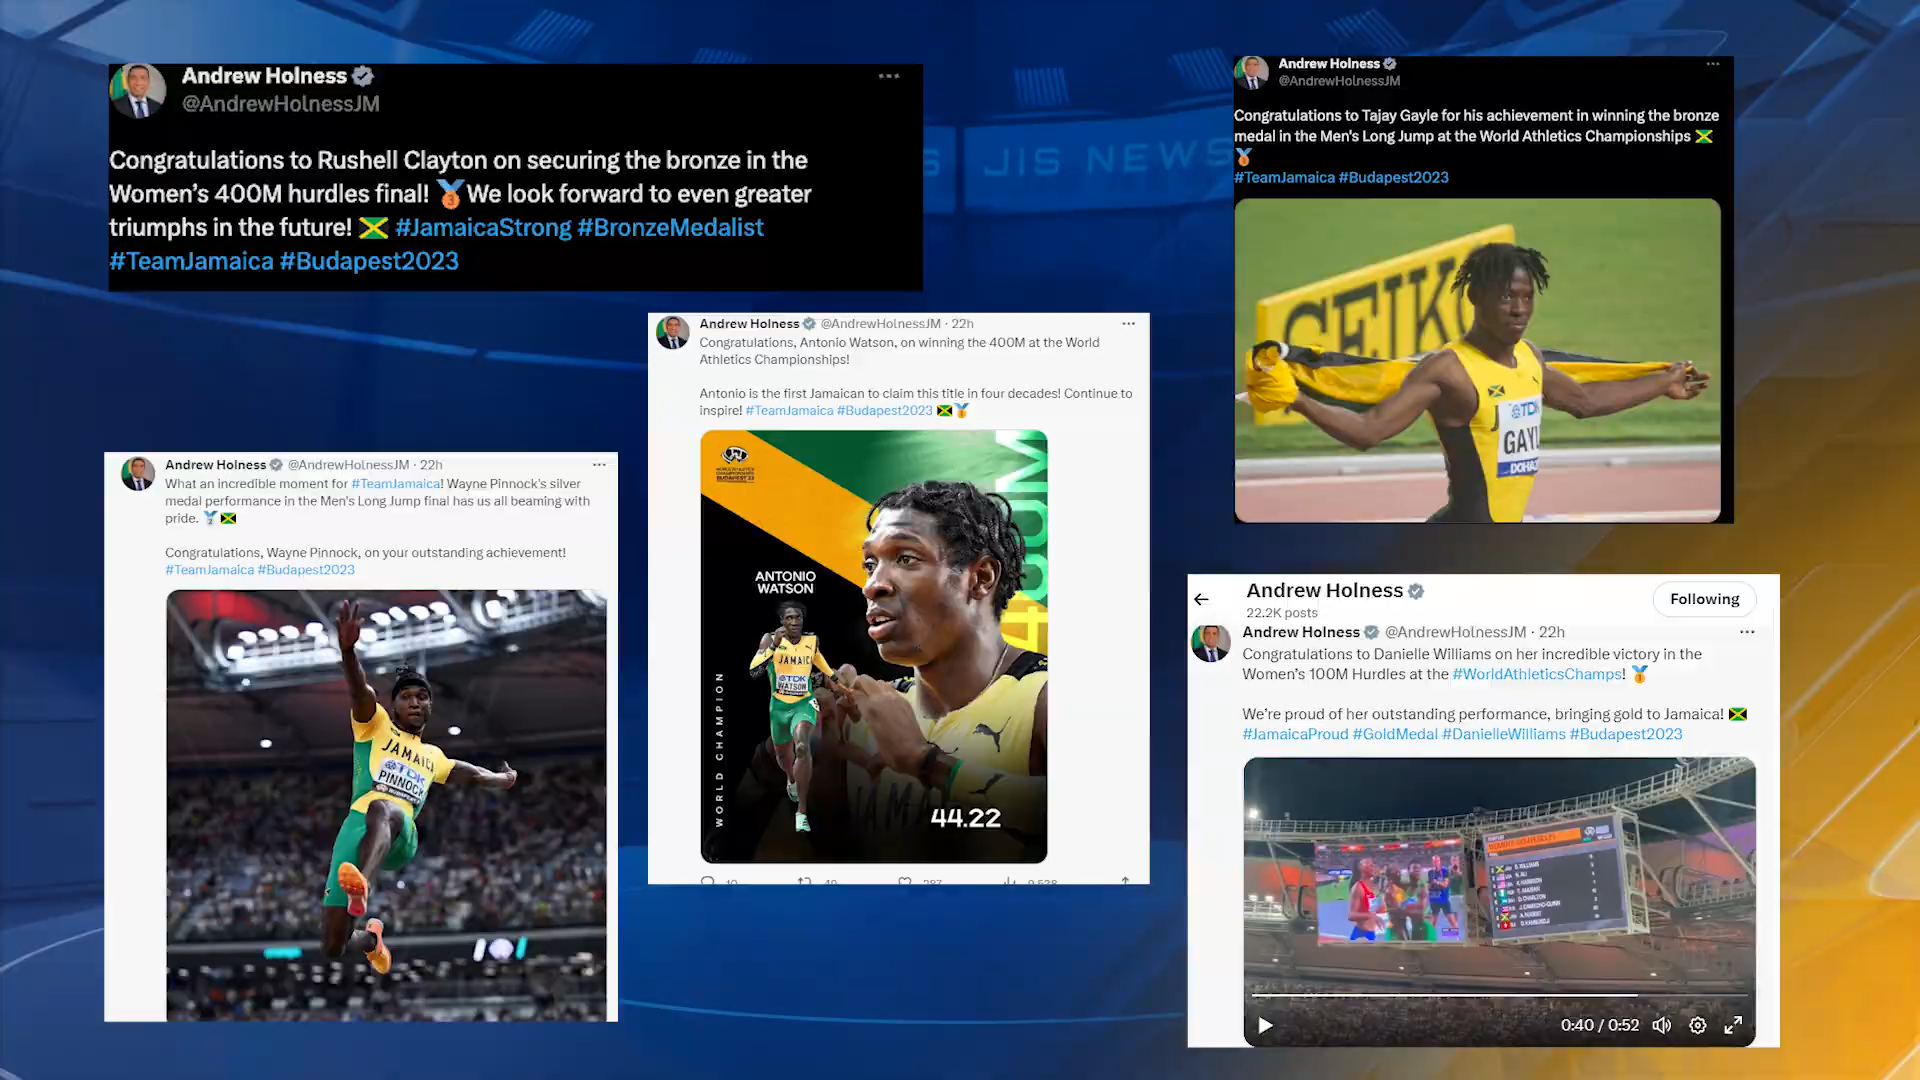 Andrew Holness
@AndrewHolnessJM
Congratulations to Rushell Clayton on securing the bronze in the
Women's 400M hurdles final! 🥉We look forward to even greater
triumphs in the future! 🇯🇲 #JamaicaStrong #BronzeMedalist
#TeamJamaica #Budapest2023
JIS NEWS
Andrew Holness
@AndrewHolnessJM
Congratulations to Tajay Gayle for his achievement in winning the bronze
medal in the Men's Long Jump at the World Athletics Championships 🇯🇲
🥉
#TeamJamaica #Budapest2023
SEIKO
TDK
GAYL
DOHA
Andrew Holness @AndrewHolnessJM · 22h
Congratulations, Antonio Watson, on winning the 400M at the World
Athletics Championships!
Antonio is the first Jamaican to claim this title in four decades! Continue to
inspire! #TeamJamaica #Budapest2023 🇯🇲🥇
400M
ANTONIO
WATSON
JAMAICA
TDK
WATSON
WORLD CHAMPION
JAMA
44.22
Andrew Holness @AndrewHolnessJM · 22h
What an incredible moment for #TeamJamaica! Wayne Pinnock's silver
medal performance in the Men's Long Jump final has us all beaming with
pride. 🥈🇯🇲
Congratulations, Wayne Pinnock, on your outstanding achievement!
#TeamJamaica #Budapest2023
JAMAICA
TDK
PINNOCK
Andrew Holness
22.2K posts
Following
Andrew Holness @AndrewHolnessJM · 22h
Congratulations to Danielle Williams on her incredible victory in the
Women's 100M Hurdles at the #WorldAthleticsChamps! 🥇
We're proud of her outstanding performance, bringing gold to Jamaica! 🇯🇲
#JamaicaProud #GoldMedal #DanielleWilliams #Budapest2023
0:40 / 0:52